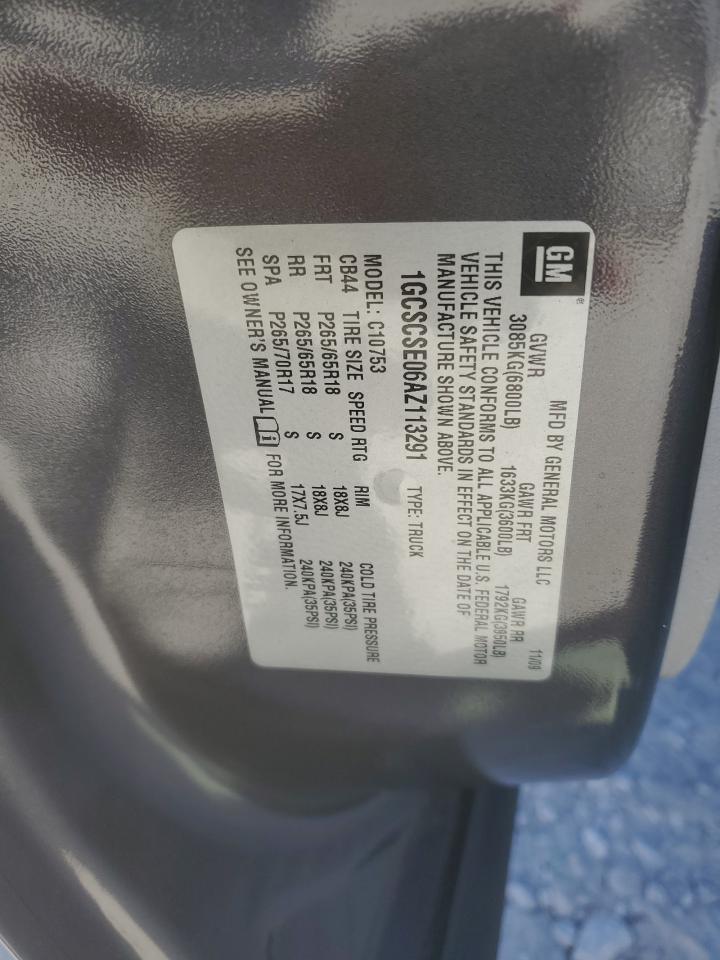 GM®
MFD BY GENERAL MOTORS LLC 11/09
GVWR GAWR FRT GAWR RR
3085KG(6800LB) 1633KG(3600LB) 1792KG(3950LB)
THIS VEHICLE CONFORMS TO ALL APPLICABLE U.S. FEDERAL MOTOR
VEHICLE SAFETY STANDARDS IN EFFECT ON THE DATE OF
MANUFACTURE SHOWN ABOVE.
1GCSCSE06AZ113291 TYPE: TRUCK
MODEL: C10753
CB44 TIRE SIZE SPEED RTG RIM COLD TIRE PRESSURE
FRT P265/65R18 S 18X8J 240KPA(35PSI)
RR P265/65R18 S 18X8J 240KPA(35PSI)
SPA P265/70R17 S 17X7.5J 240KPA(35PSI)
SEE OWNER'S MANUAL FOR MORE INFORMATION.